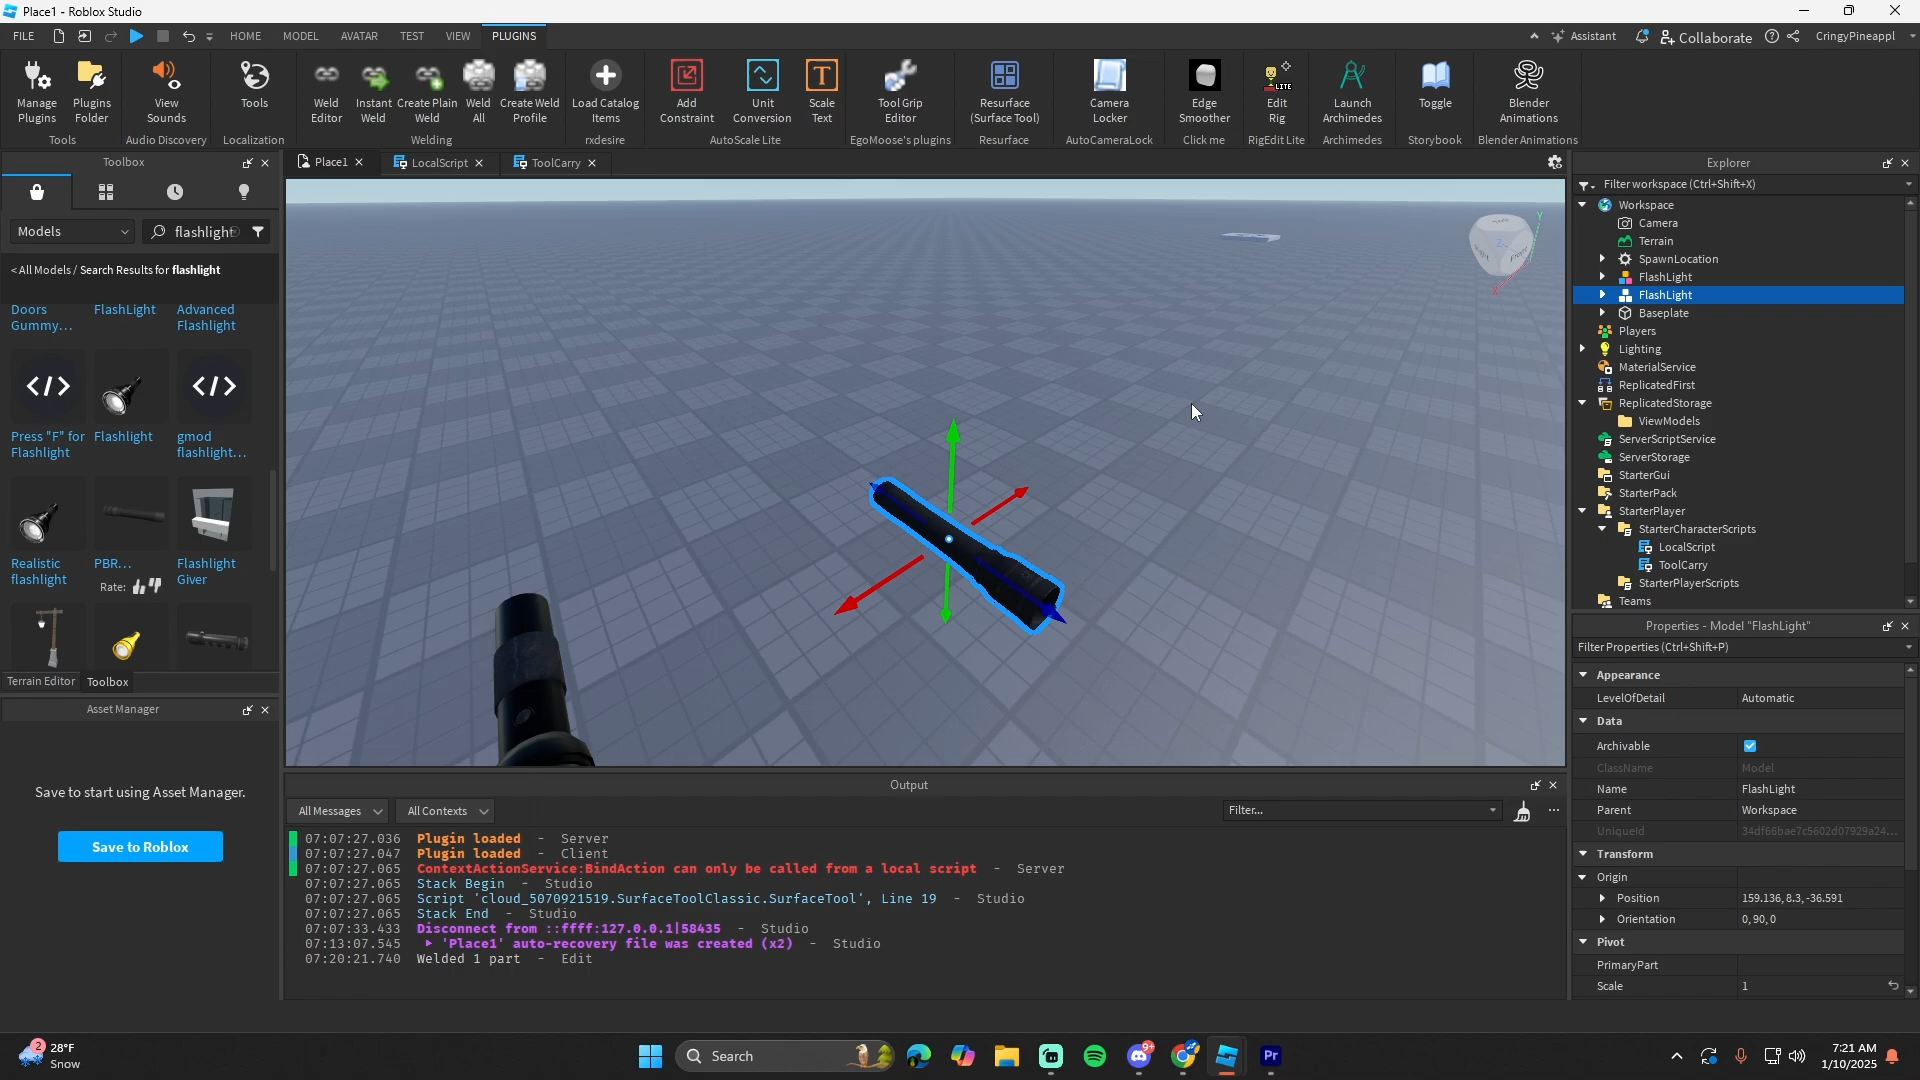 Place1 - Roblox Studio
FILE HOME MODEL AVATAR TEST VIEW PLUGINS Assistant Collaborate CringyPineappl
Manage Plugins
Plugins Folder
Tools
View Sounds
Audio Discovery
Tools
Localization
Weld Editor
Instant Weld
Create Plain Weld
Weld All
Create Weld Profile
Welding
Load Catalog Items
rxdesire
Add Constraint
Unit Conversion
Scale Text
AutoScale Lite
Tool Grip Editor
EgoMoose's plugins
Resurface (Surface Tool)
Resurface
Camera Locker
AutoCameraLock
Edge Smoother
Click me
LITE
Edit Rig
RigEdit Lite
Launch Archimedes
Archimedes
Toggle
Storybook
Blender Animations
Blender Animations
Toolbox
Models
flashlight
< All Models / Search Results for flashlight
Doors Gummy...
FlashLight
Advanced Flashlight
Press "F" for Flashlight
Flashlight
gmod flashlight...
Realistic flashlight
PBR...
Rate:
Flashlight Giver
Terrain Editor
Toolbox
Asset Manager
Save to start using Asset Manager.
Save to Roblox
Place1
LocalScript
ToolCarry
Y
Z
X
Output
All Messages
All Contexts
Filter...
07:07:27.036 Plugin loaded - Server
07:07:27.047 Plugin loaded - Client
07:07:27.065 ContextActionService:BindAction can only be called from a local script - Server
07:07:27.065 Stack Begin - Studio
07:07:27.065 Script 'cloud_5070921519.SurfaceToolClassic.SurfaceTool', Line 19 - Studio
07:07:27.065 Stack End - Studio
07:07:33.433 Disconnect from ::ffff:127.0.0.1|58435 - Studio
07:13:07.545 'Place1' auto-recovery file was created (x2) - Studio
07:20:21.740 Welded 1 part - Edit
Explorer
Filter workspace (Ctrl+Shift+X)
Workspace
Camera
Terrain
SpawnLocation
FlashLight
FlashLight
Baseplate
Players
Lighting
MaterialService
ReplicatedFirst
ReplicatedStorage
ViewModels
ServerScriptService
ServerStorage
StarterGui
StarterPack
StarterPlayer
StarterCharacterScripts
LocalScript
ToolCarry
StarterPlayerScripts
Teams
Properties - Model "FlashLight"
Filter Properties (Ctrl+Shift+P)
Appearance
LevelOfDetail Automatic
Data
Archivable
ClassName Model
Name FlashLight
Parent Workspace
UniqueId 34df66bae7c5602d07929a24...
Transform
Origin
Position 159.136, 8.3, -36.591
Orientation 0, 90, 0
Pivot
PrimaryPart
Scale 1
2
28°F
Snow
Search
9+
Pr
7:21 AM
1/10/2025